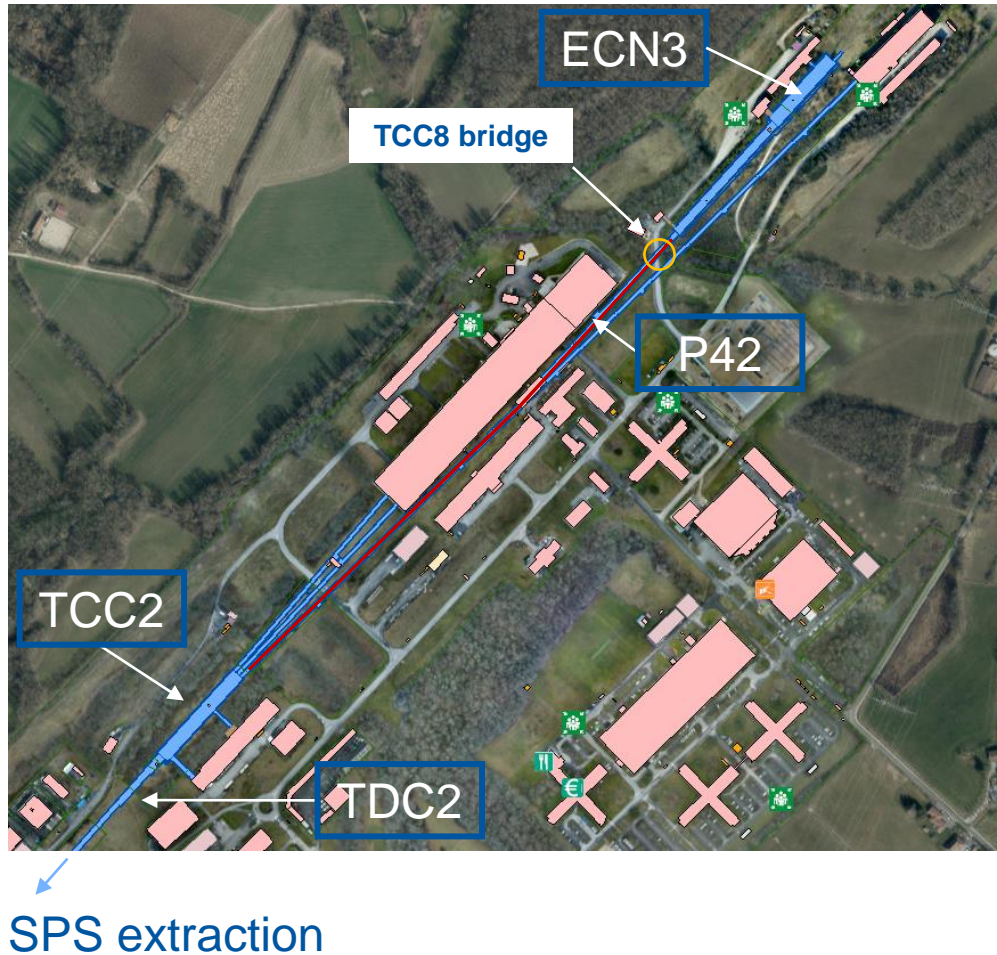 ECN3
TCC8 bridge
P42
TCC2
TDC2
€
SPS extraction